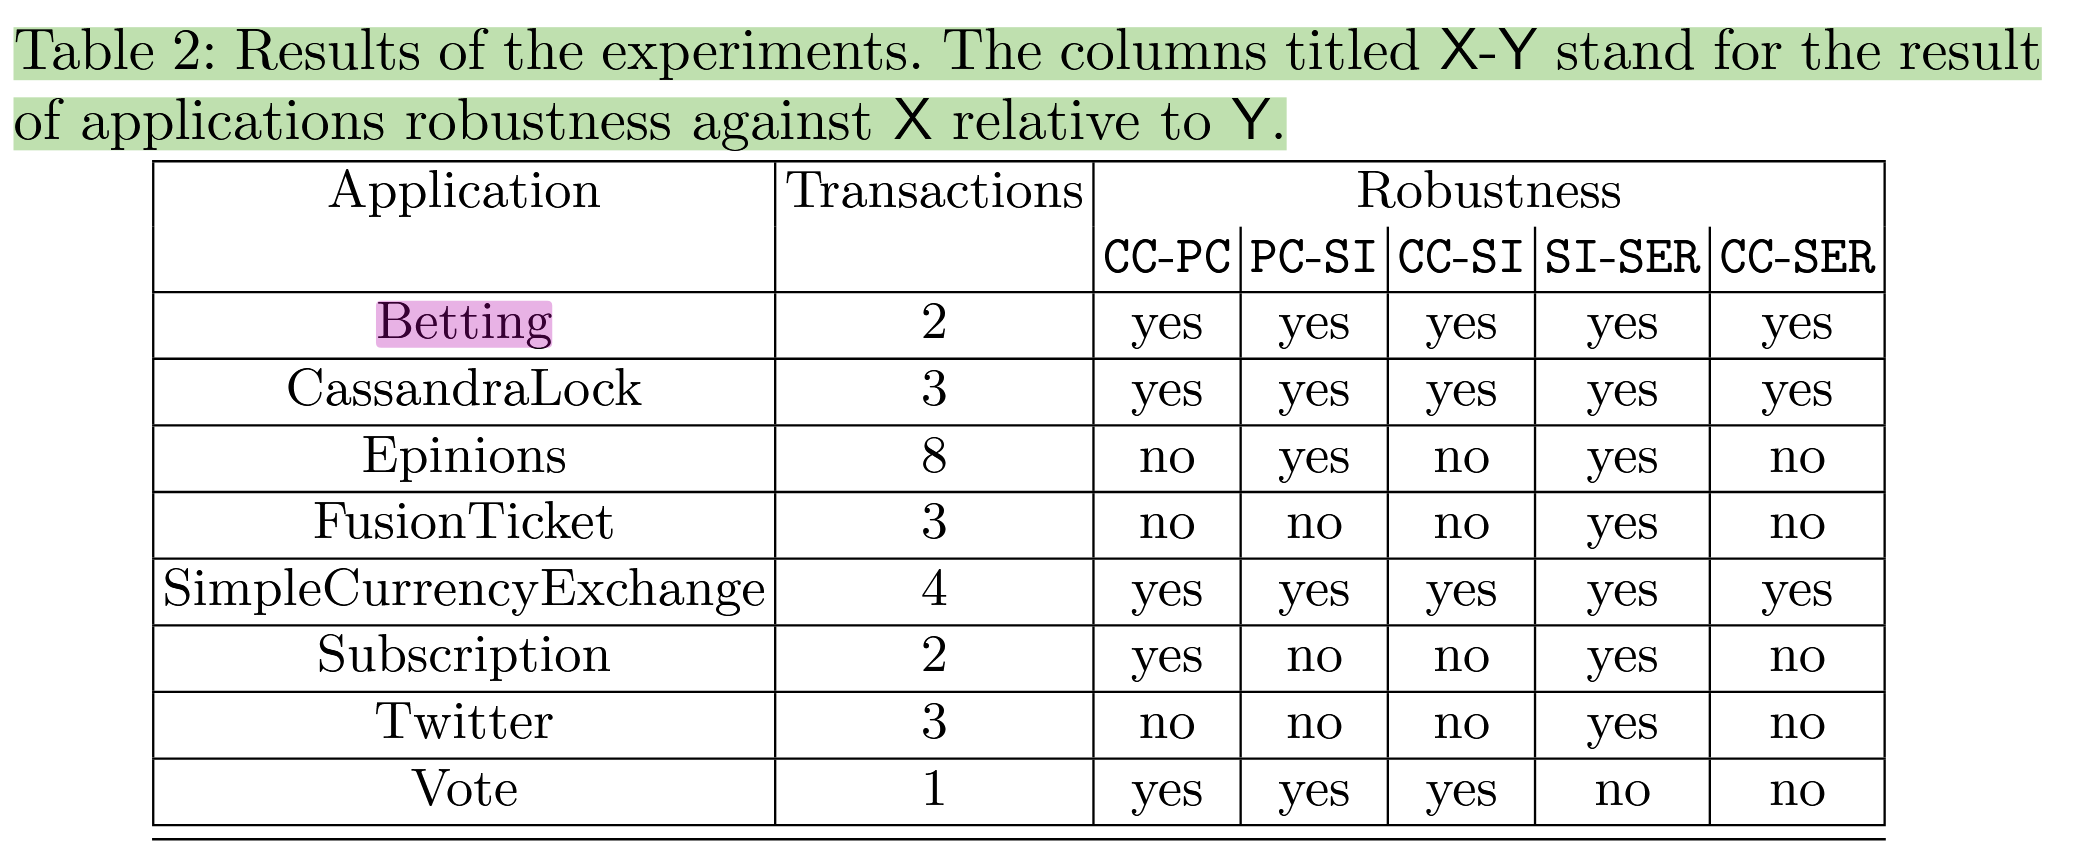 Table 2: Results of the experiments. The columns titled X-Y stand for the result
of applications robustness against X relative to Y.
Application Transactions Robustness
CC-PC PC-SI CC-SI SI-SER CC-SER
Betting 2 yes yes yes yes yes
CassandraLock 3 yes yes yes yes yes
Epinions 8 no yes no yes no
FusionTicket 3 no no no yes no
SimpleCurrencyExchange 4 yes yes yes yes yes
Subscription 2 yes no no yes no
Twitter 3 no no no yes no
Vote 1 yes yes yes no no